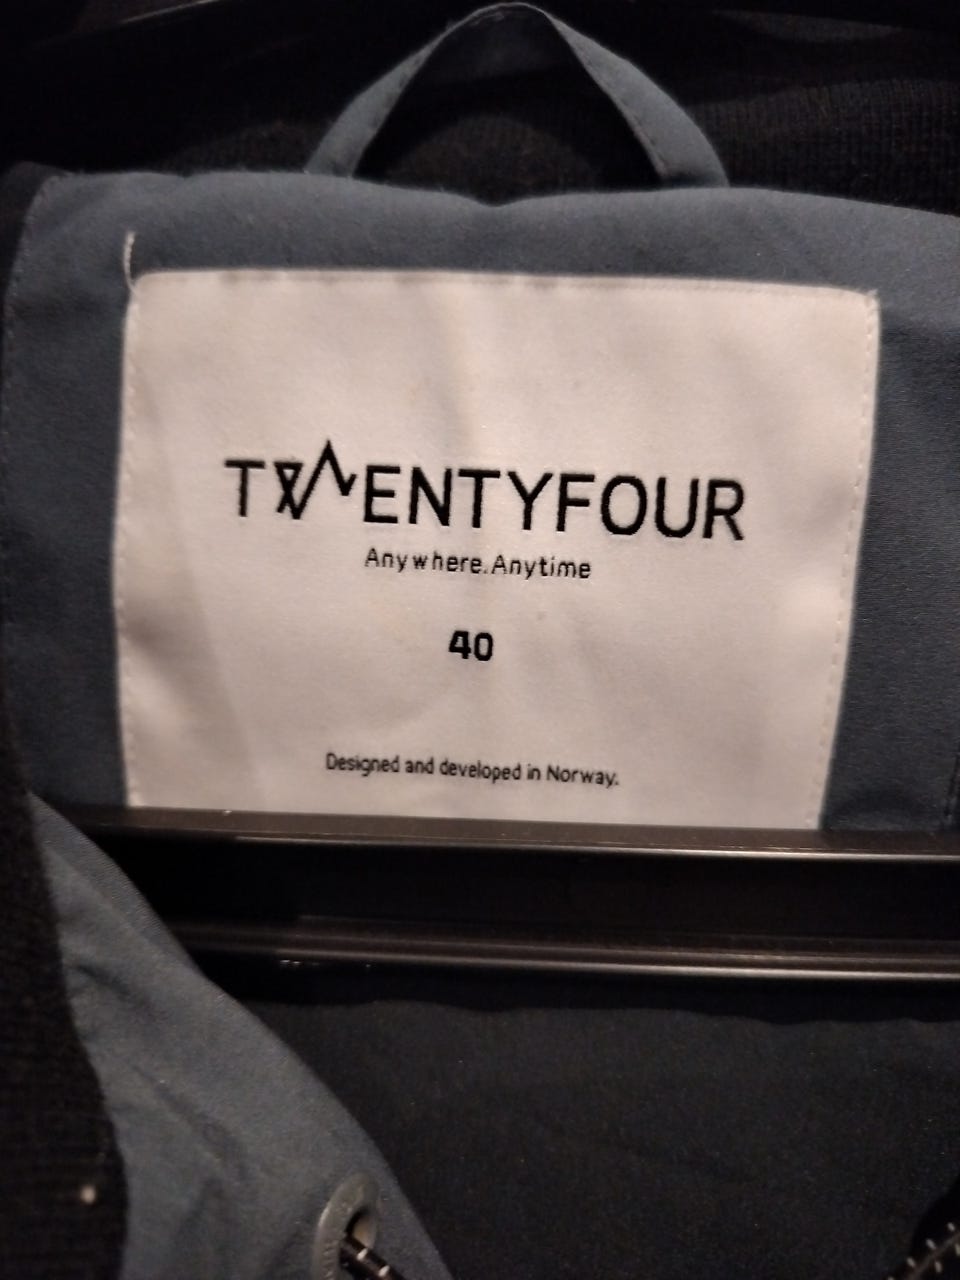 TWENTYFOUR
Anywhere.Anytime
40
Designed and developed in Norway.